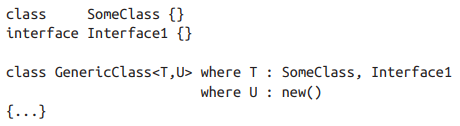 class     SomeClass {}
interface Interface1 {}
class GenericClass<T,U> where T : SomeClass, Interface1
                        where U : new()
{...}